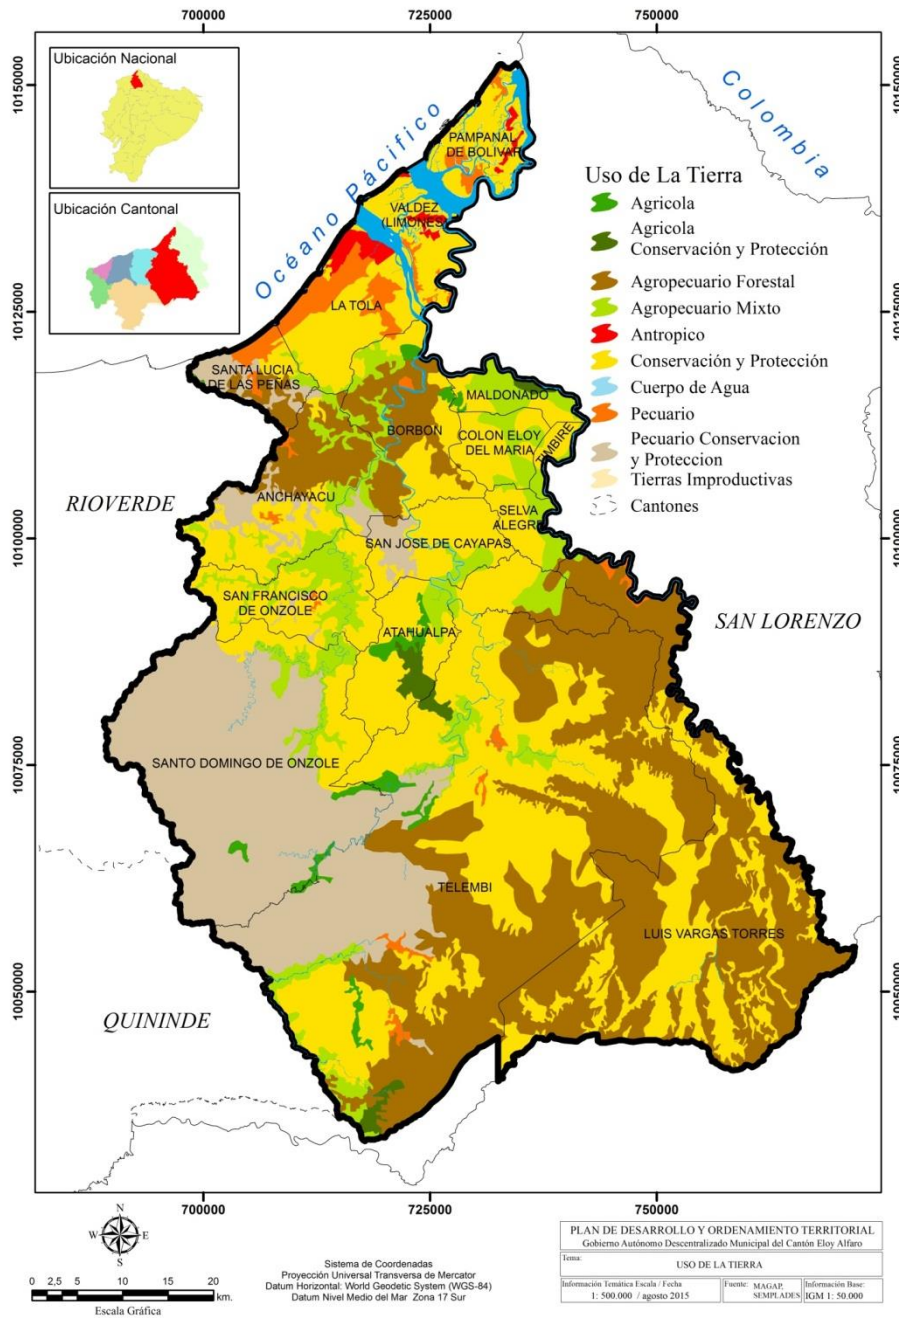 700000
725000
750000
Ubicación Nacional
Ubicación Cantonal
10150000
10125000
10100000
10075000
10050000
10150000
10125000
10100000
10075000
10050000
Océano Pácifico
Colombia
Uso de La Tierra
Agricola
Agricola
Conservación y Protección
Agropecuario Forestal
Agropecuario Mixto
Antropico
Conservación y Protección
Cuerpo de Agua
Pecuario
Pecuario Conservacion
y Proteccion
Tierras Improductivas
Cantones
PAMPANAL
DE BOLIVAR
VALDEZ
(LIMONES)
LA TOLA
SANTA LUCIA
DE LAS PEÑAS
MALDONADO
BORBON
COLON ELOY
DEL MARIA
TIMBIRE
RIOVERDE
ANCHAYACU
SELVA
ALEGRE
SAN JOSE DE CAYAPAS
SAN FRANCISCO
DE ONZOLE
ATAHUALPA
SAN LORENZO
SANTO DOMINGO DE ONZOLE
TELEMBI
LUIS VARGAS TORRES
QUININDE
700000
725000
750000
N
W
E
S
0 2,5 5 10 15 20
km.
Escala Gráfica
Sistema de Coordenadas
Proyección Universal Transversa de Mercator
Datum Horizontal: World Geodetic System (WGS-84)
Datum Nivel Medio del Mar Zona 17 Sur
PLAN DE DESARROLLO Y ORDENAMIENTO TERRITORIAL
Gobierno Autónomo Descentralizado Municipal del Cantón Eloy Alfaro
Tema:
USO DE LA TIERRA
Información Temática Escala / Fecha
1: 500.000 / agosto 2015
Fuente: MAGAP,
SEMPLADES
Información Base:
IGM 1: 50.000